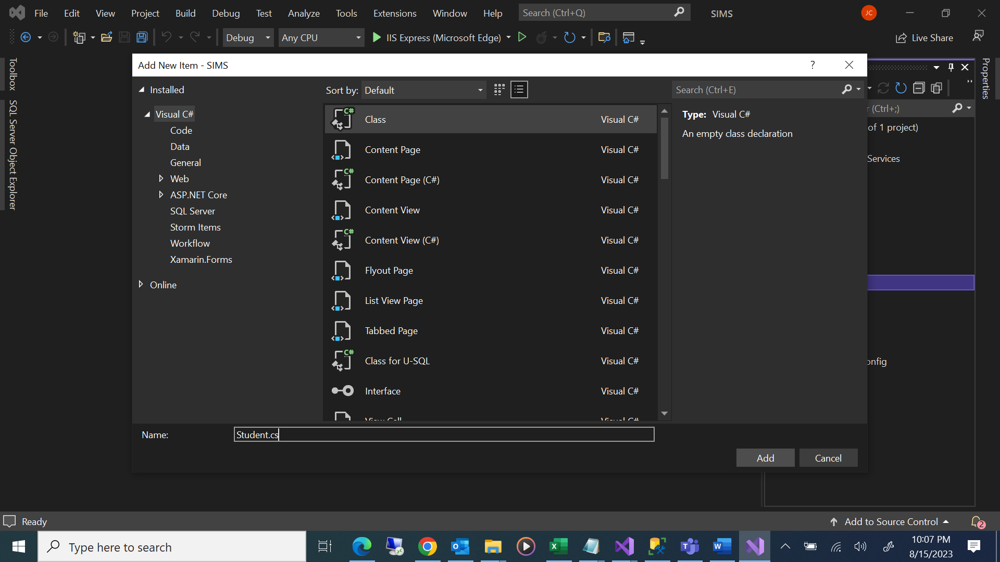 File Edit View Project Build Debug Test Analyze Tools Extensions Window Help Search (Ctrl+Q) SIMS JC
Debug Any CPU IIS Express (Microsoft Edge) Live Share
Toolbox
SQL Server Object Explorer
Properties
Add New Item - SIMS ?
Installed
Sort by: Default
Search (Ctrl+E)
Visual C#
Code
Data
General
Web
ASP.NET Core
SQL Server
Storm Items
Workflow
Xamarin.Forms
Online
Class Visual C#
Content Page Visual C#
Content Page (C#) Visual C#
Content View Visual C#
Content View (C#) Visual C#
Flyout Page Visual C#
List View Page Visual C#
Tabbed Page Visual C#
Class for U-SQL Visual C#
Interface Visual C#
View Cell Visual C#
Type: Visual C#
An empty class declaration
(Ctrl+;)
of 1 project)
Services
onfig
Name: Student.cs
Add Cancel
Ready Add to Source Control 2
Type here to search
10:07 PM
8/15/2023